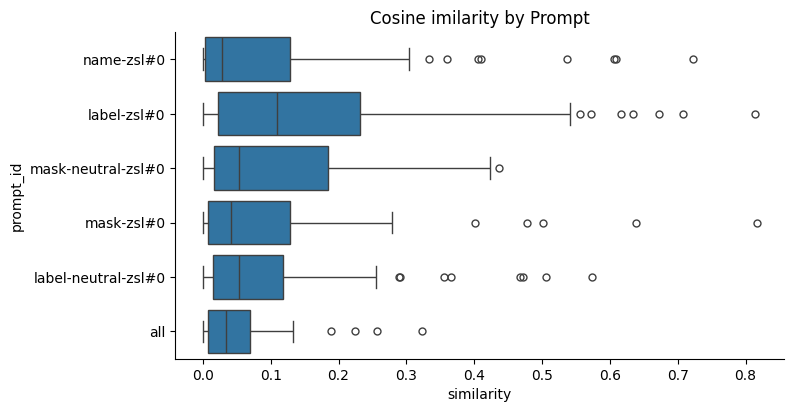 Cosine imilarity by Prompt
prompt_id
name-zsl#0
label-zsl#0
mask-neutral-zsl#0
mask-zsl#0
label-neutral-zsl#0
all
0.0 0.1 0.2 0.3 0.4 0.5 0.6 0.7 0.8
similarity